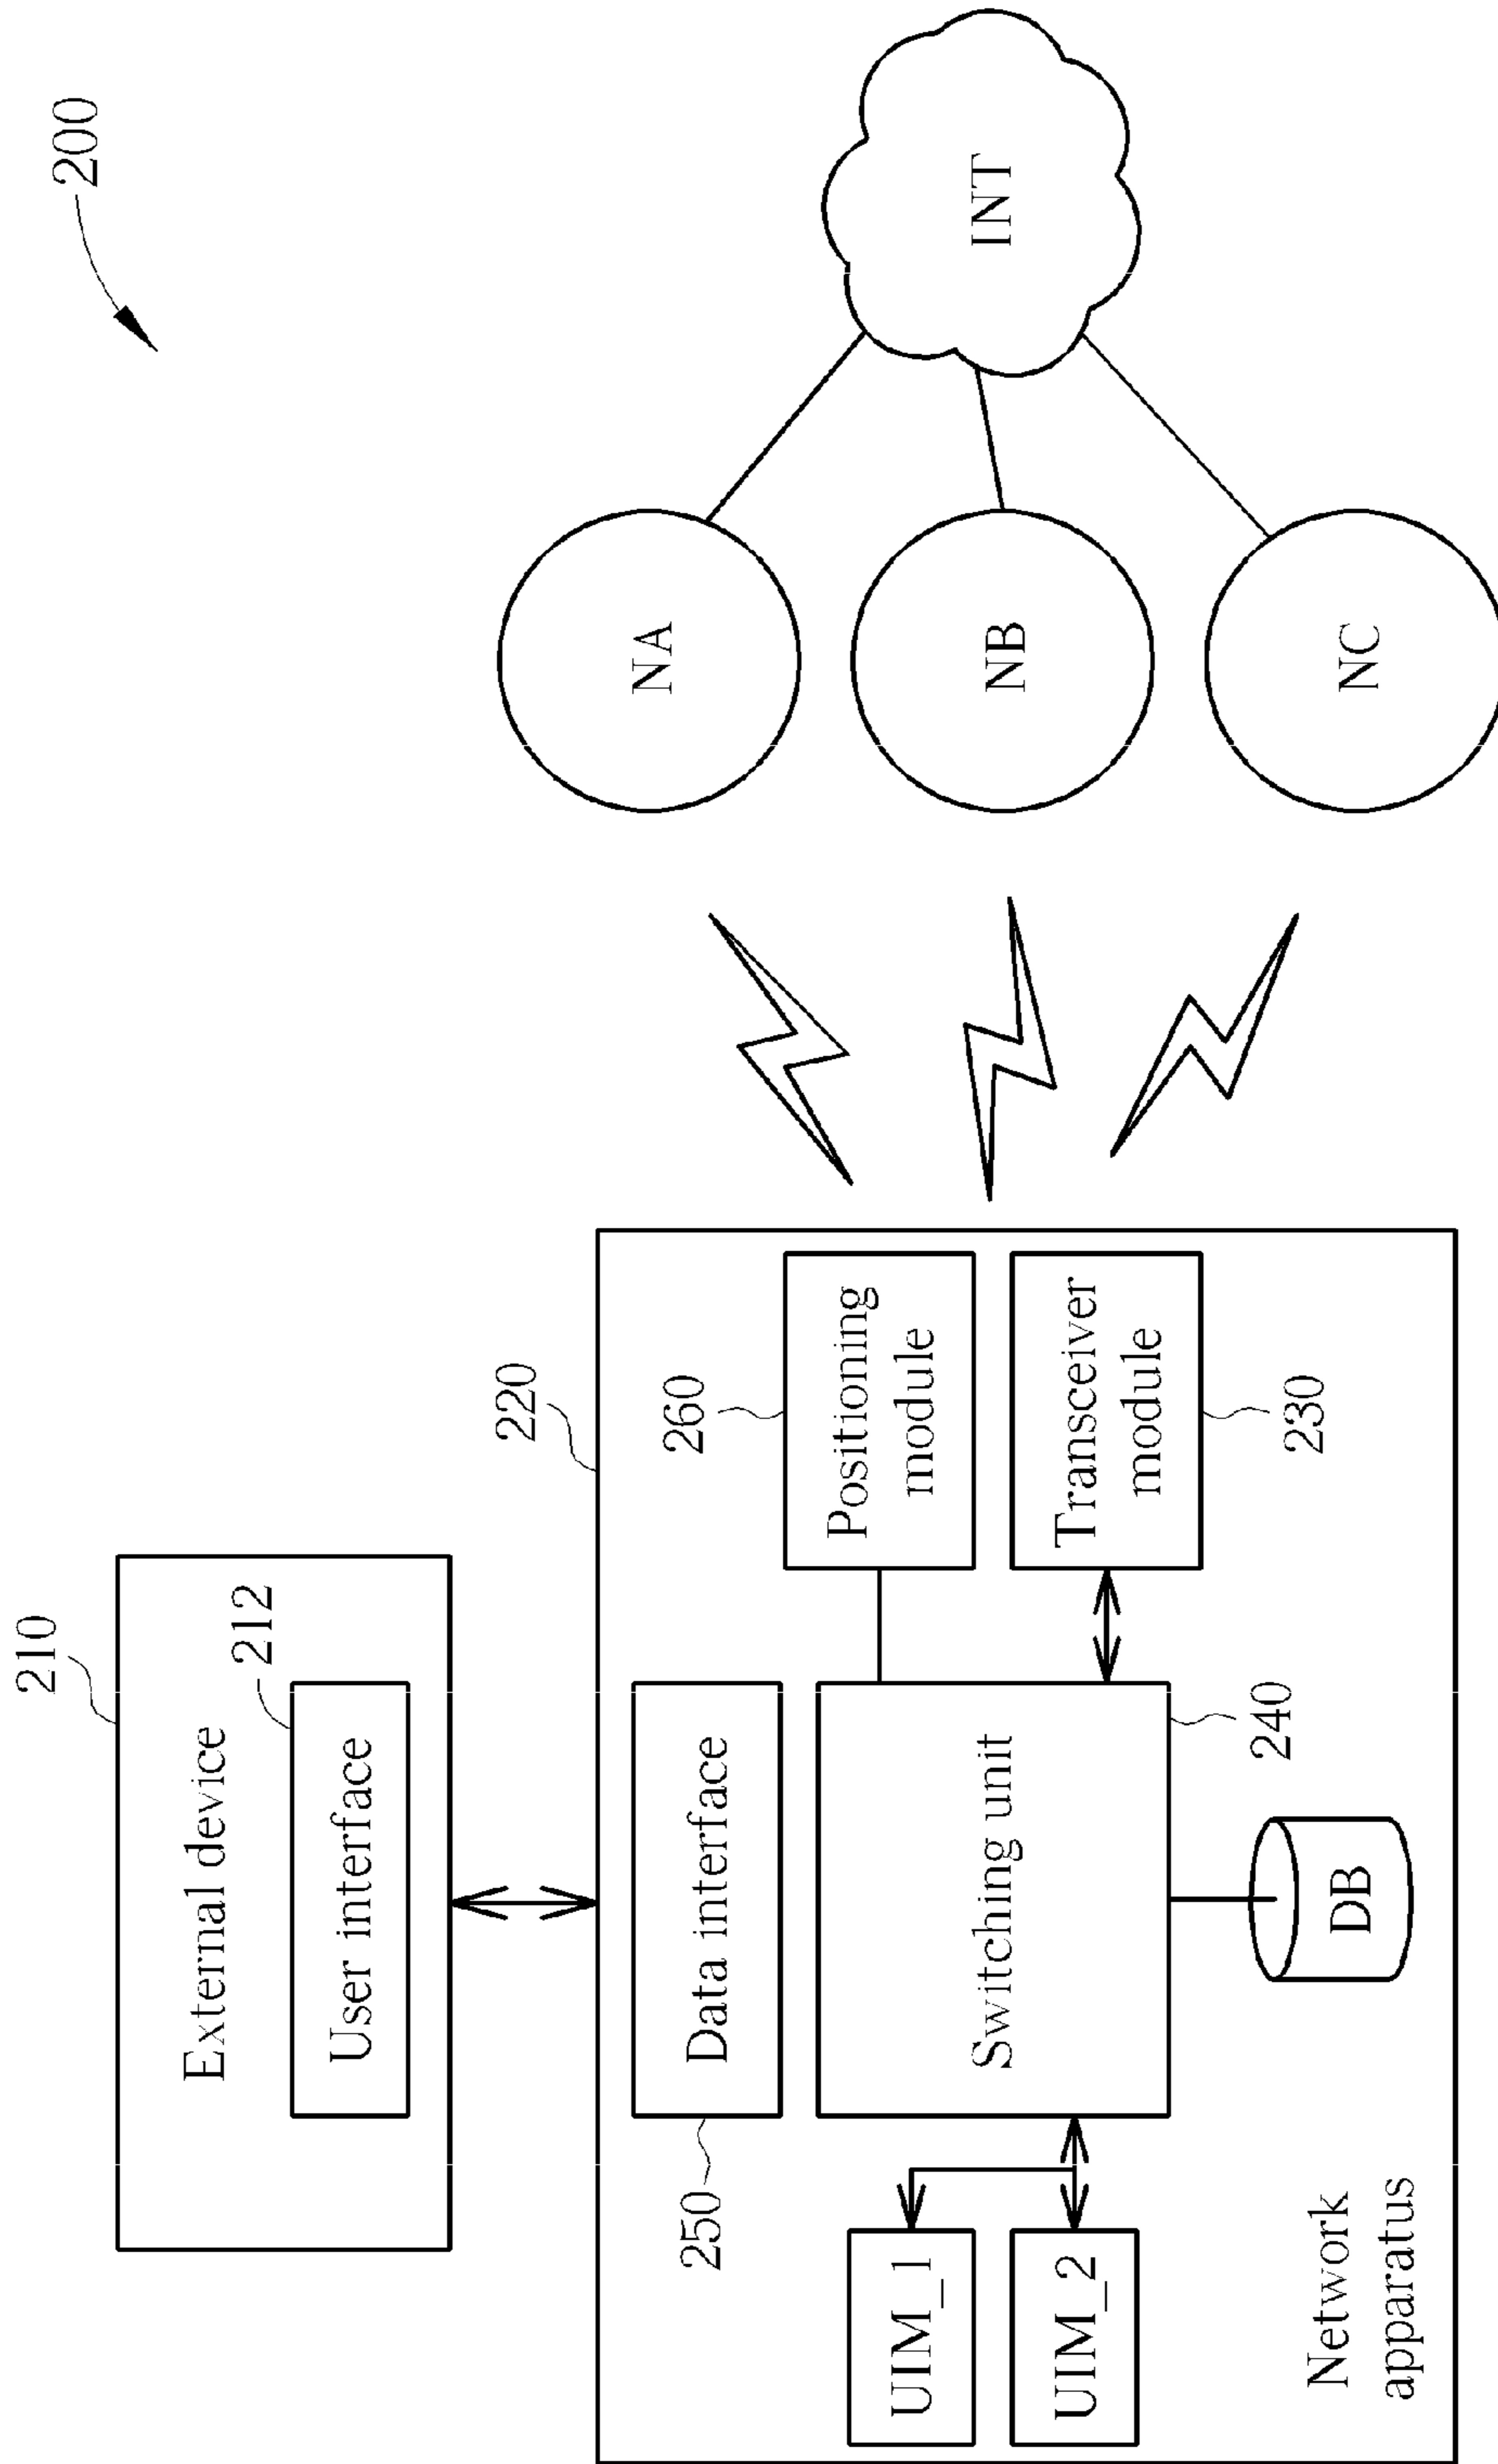 200
210
External device
212
User interface
220
250
Data interface
260
Positioning
module
UIM_1
UIM_2
Switching unit
240
Transceiver
module
230
DB
Network
apparatus
NA
NB
NC
INT